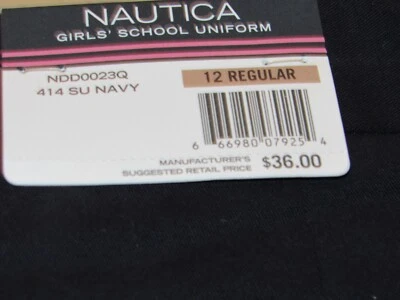 NAUTICA
GIRLS' SCHOOL UNIFORM
NDD0023Q
414 SU NAVY
12 REGULAR
6 66980 07925 4
MANUFACTURER'S
SUGGESTED RETAIL PRICE $36.00